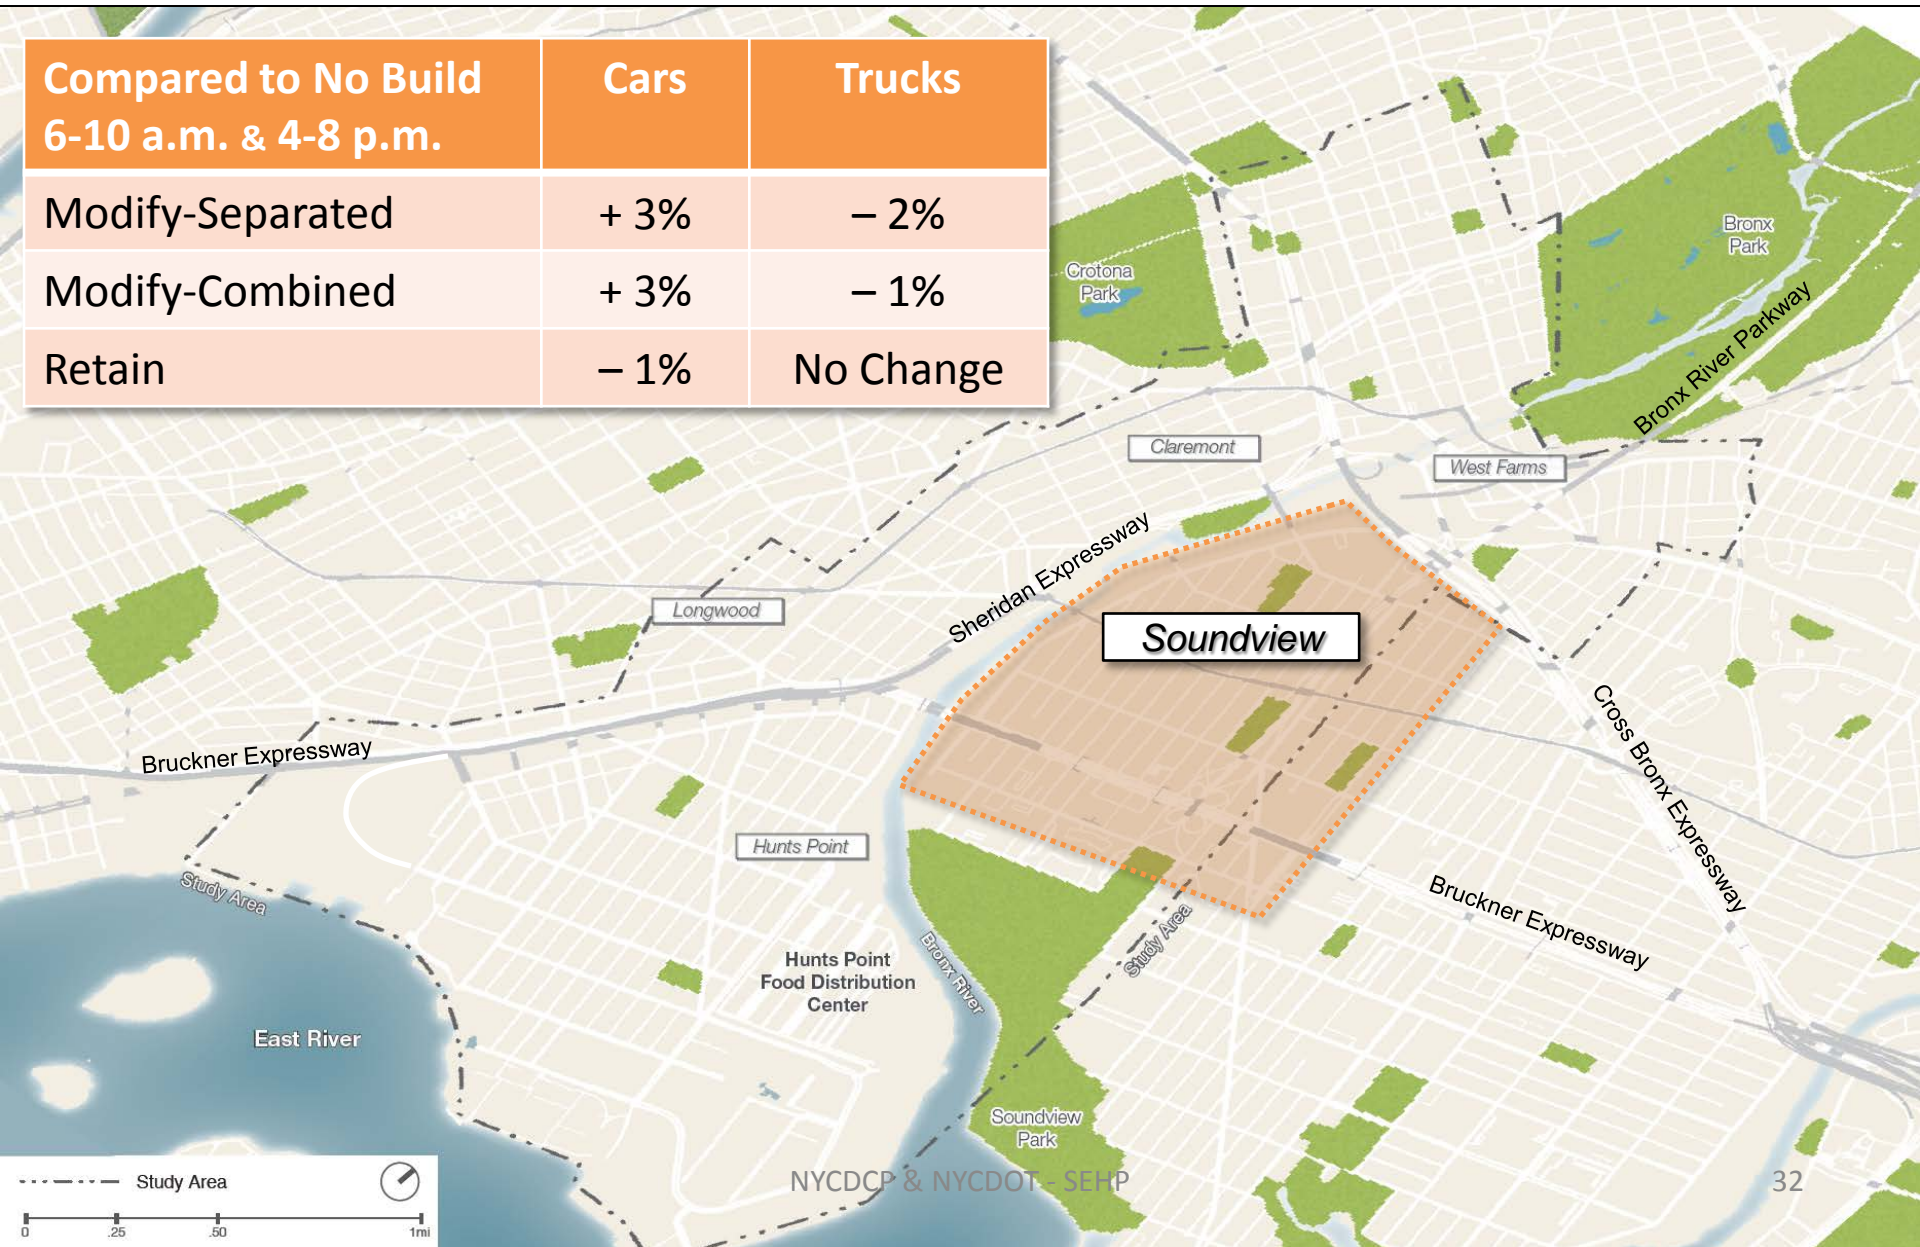 Compared to No Build
6-10 a.m. & 4-8 p.m.
Cars
Trucks
Modify-Separated
+ 3%
– 2%
Modify-Combined
+ 3%
– 1%
Retain
– 1%
No Change
Bronx
Park
Crotona
Park
Bronx River Parkway
Claremont
West Farms
Sheridan Expressway
Longwood
Soundview
Bruckner Expressway
Cross Bronx Expressway
Hunts Point
Study Area
Bruckner Expressway
Study Area
Hunts Point
Food Distribution
Center
Bronx River
East River
Soundview
Park
Study Area
0 .25 .50 1mi
NYCDCP & NYCDOT - SEHP
32